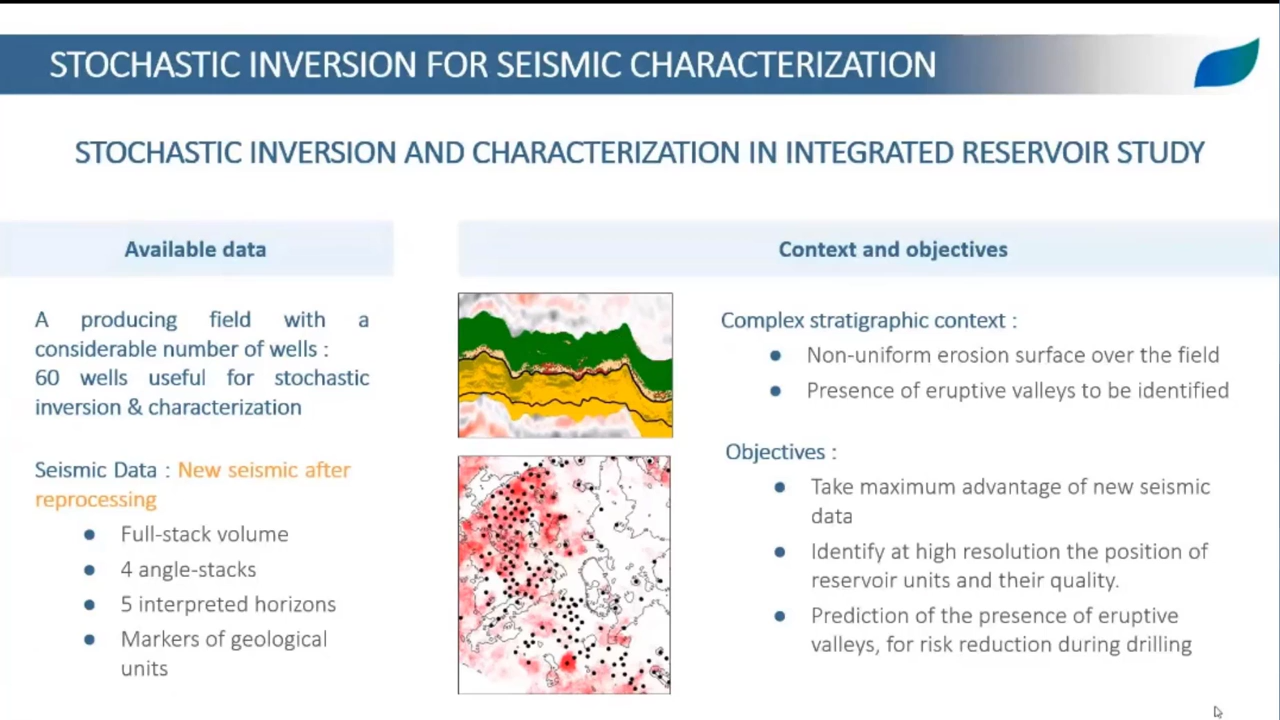 STOCHASTIC INVERSION FOR SEISMIC CHARACTERIZATION
STOCHASTIC INVERSION AND CHARACTERIZATION IN INTEGRATED RESERVOIR STUDY
Available data
A producing field with a
considerable number of wells :
60 wells useful for stochastic
inversion & characterization
Seismic Data : New seismic after
reprocessing
● Full-stack volume
● 4 angle-stacks
● 5 interpreted horizons
● Markers of geological
units
Context and objectives
Complex stratigraphic context :
● Non-uniform erosion surface over the field
● Presence of eruptive valleys to be identified
Objectives :
● Take maximum advantage of new seismic
data
● Identify at high resolution the position of
reservoir units and their quality.
● Prediction of the presence of eruptive
valleys, for risk reduction during drilling